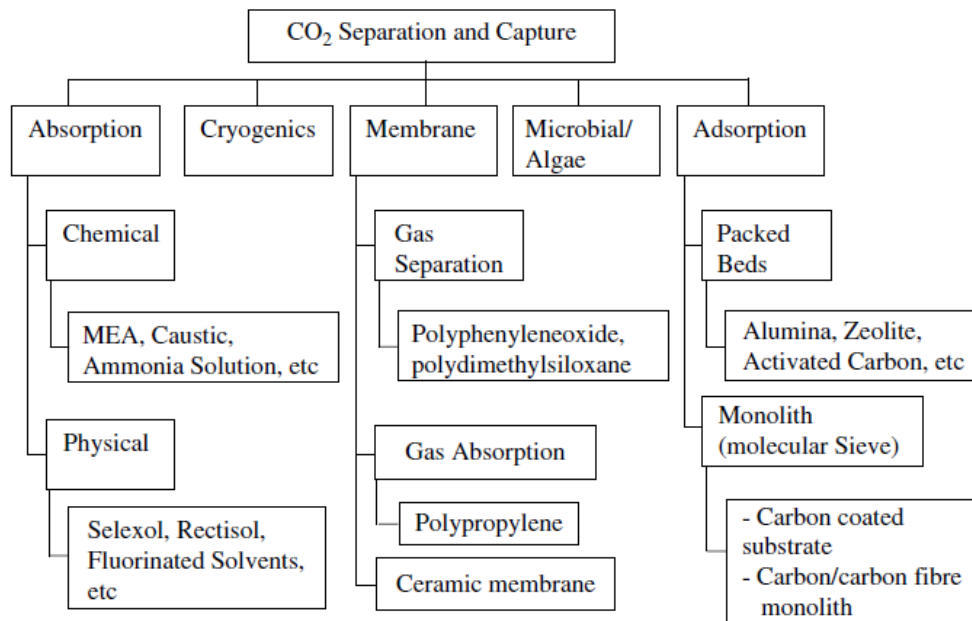 CO2 Separation and Capture
Absorption
Cryogenics
Membrane
Microbial/
Algae
Adsorption
Chemical
MEA, Caustic,
Ammonia Solution, etc
Physical
Selexol, Rectisol,
Fluorinated Solvents,
etc
Gas
Separation
Polyphenyleneoxide,
polydimethylsiloxane
Gas Absorption
Polypropylene
Ceramic membrane
Packed
Beds
Alumina, Zeolite,
Activated Carbon, etc
Monolith
(molecular Sieve)
- Carbon coated
substrate
- Carbon/carbon fibre
monolith